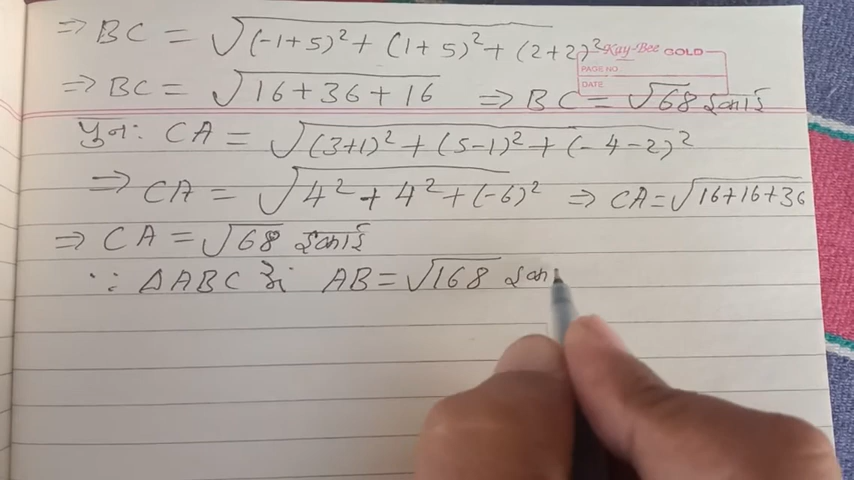 ⇒ BC = √(-1+5)² + (1+5)² + (2+2)²
Kay-Bee GOLD
PAGE NO.
DATE
⇒ BC = √16+36+16 ⇒ BC = √68 इकाई
पुनः CA = √(3+1)² + (5-1)² + (-4-2)²
⇒ CA = √4² + 4² + (-6)² ⇒ CA = √16+16+36
⇒ CA = √68 इकाई
∵ ΔABC में AB = √168 इका